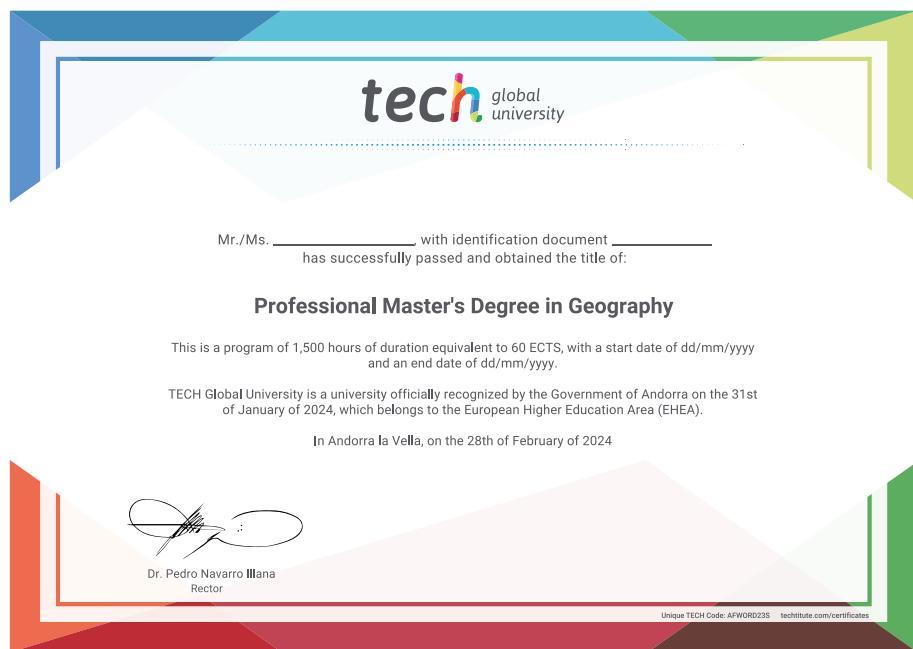 tech global university
Mr./Ms. ______________, with identification document __________
has successfully passed and obtained the title of:
Professional Master's Degree in Geography
This is a program of 1,500 hours of duration equivalent to 60 ECTS, with a start date of dd/mm/yyyy
and an end date of dd/mm/yyyy.
TECH Global University is a university officially recognized by the Government of Andorra on the 31st
of January of 2024, which belongs to the European Higher Education Area (EHEA).
In Andorra la Vella, on the 28th of February of 2024
Dr. Pedro Navarro Illana
Rector
Unique TECH Code: AFWORD23S techtitute.com/certificates